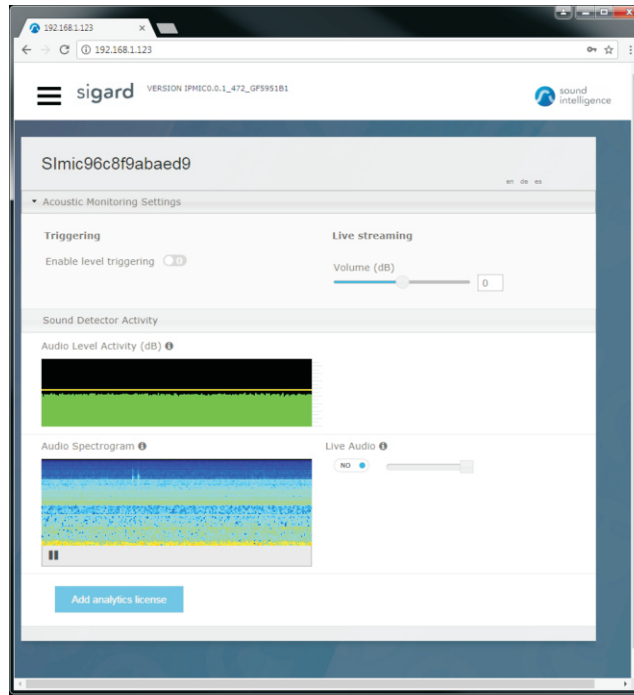 192.168.1.123
192.168.1.123
sigard
VERSION IPMIC0.0.1_472_GF5951B1
sound
intelligence
SImic96c8f9abaed9
en de es
Acoustic Monitoring Settings
Triggering
Live streaming
Enable level triggering
Volume (dB)
0
Sound Detector Activity
Audio Level Activity (dB)
Audio Spectrogram
Live Audio
NO
Add analytics license